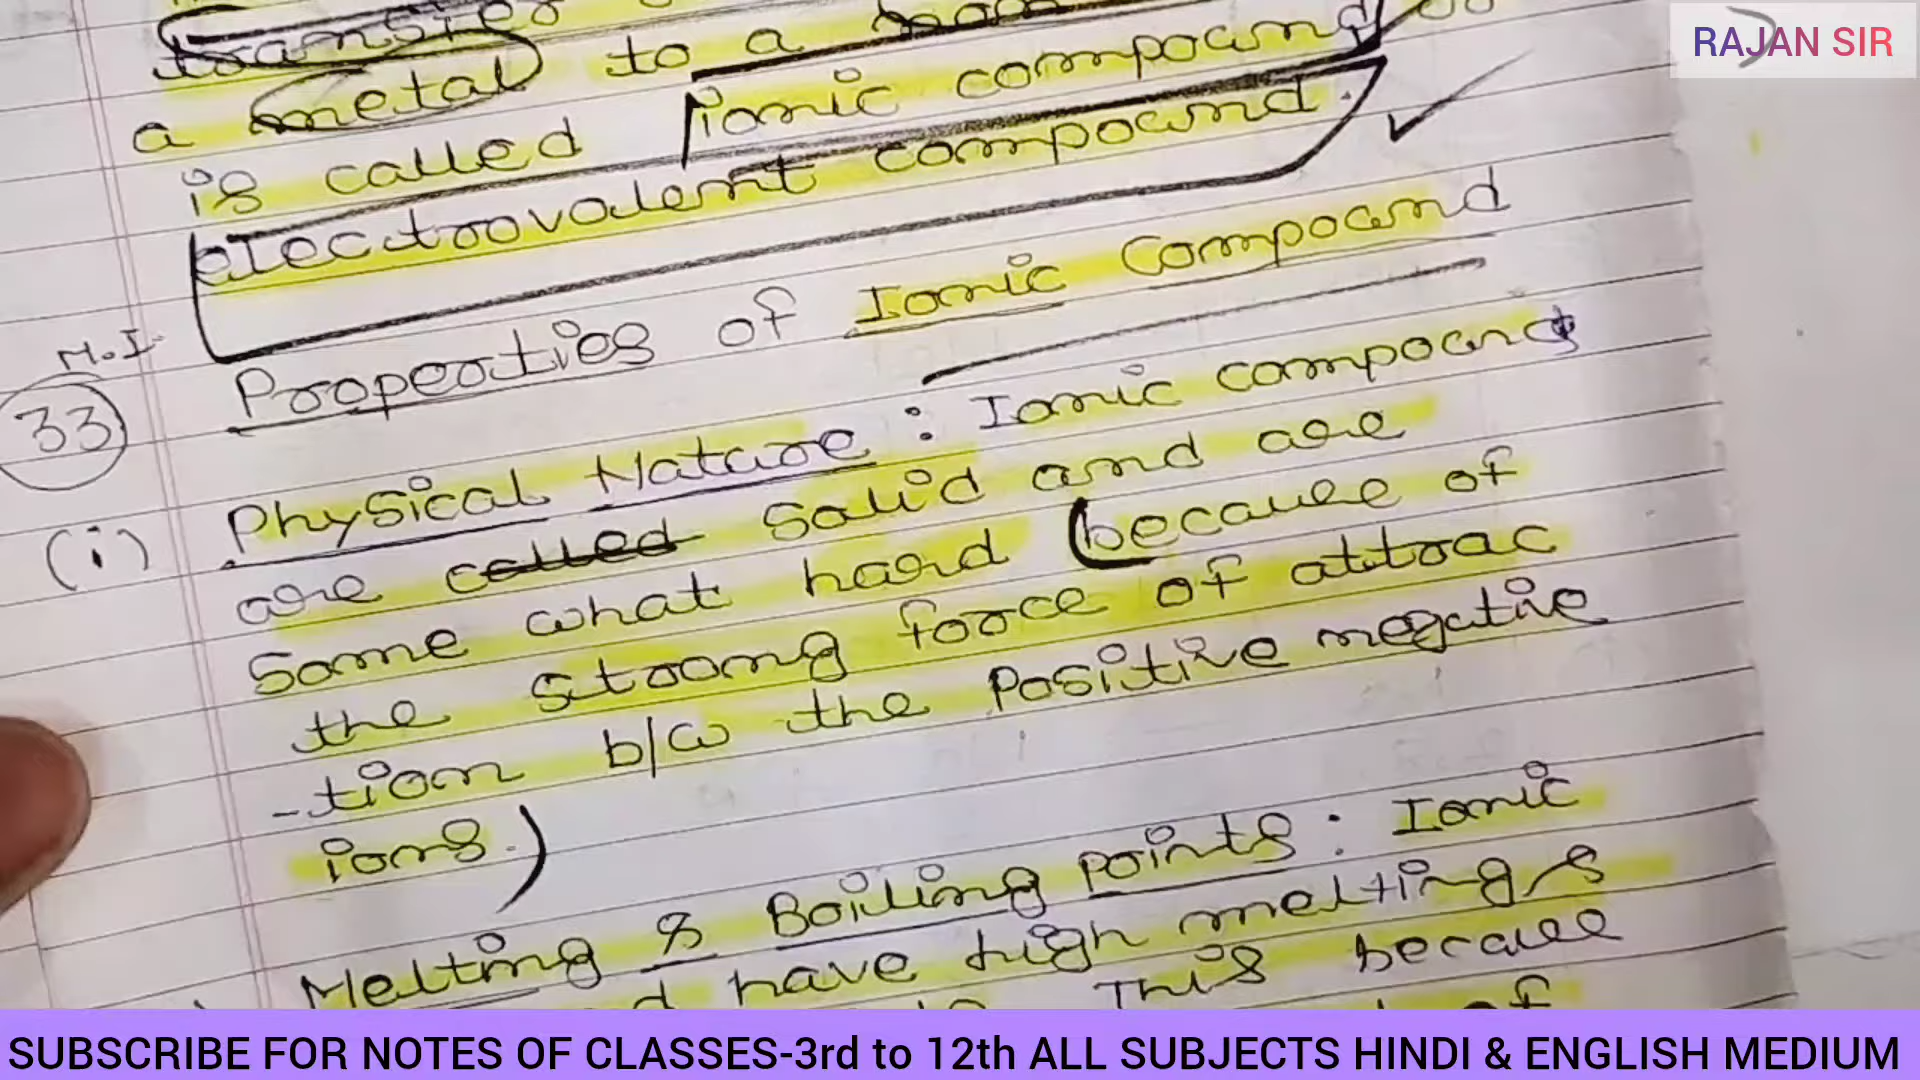 RAJAN SIR
transfer
a metal to a non
is called ionic compound or
electrovalent compound.
M.I
33 Properties of Ionic Compound
(i) Physical Nature : Ionic compounds
are called solid and are
some what hard (because of
the strong force of attrac
-tion b/w the positive negative
ions.)
Melting & Boiling points : Ionic
have high melting &
This because
of
SUBSCRIBE FOR NOTES OF CLASSES-3rd to 12th ALL SUBJECTS HINDI & ENGLISH MEDIUM